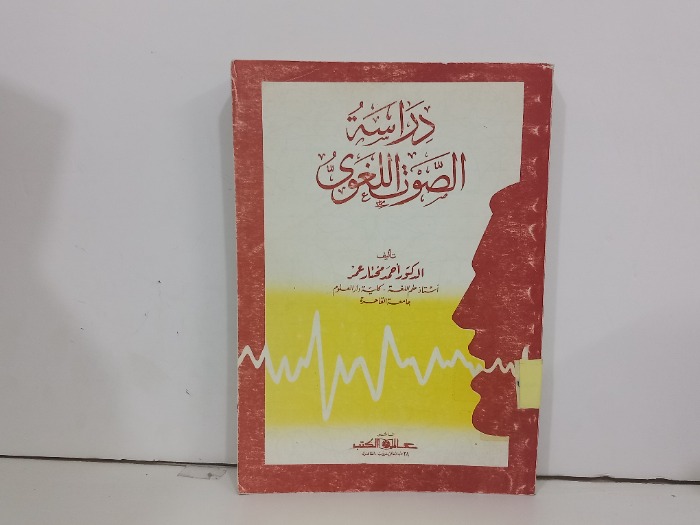 دراسة
الصوت اللغوي
تأليف
الدكتور أحمد مختار عمر
أستاذ علم اللغة - كلية دار العلوم
جامعة القاهرة
عالم الكتب